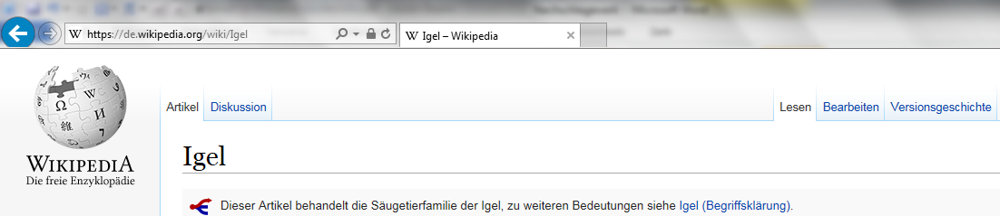 https://de.wikipedia.org/wiki/Igel
W Igel – Wikipedia
WIKIPEDIA
Die freie Enzyklopädie
Artikel Diskussion
Lesen Bearbeiten Versionsgeschichte
Igel
Dieser Artikel behandelt die Säugetierfamilie der Igel, zu weiteren Bedeutungen siehe Igel (Begriffsklärung).